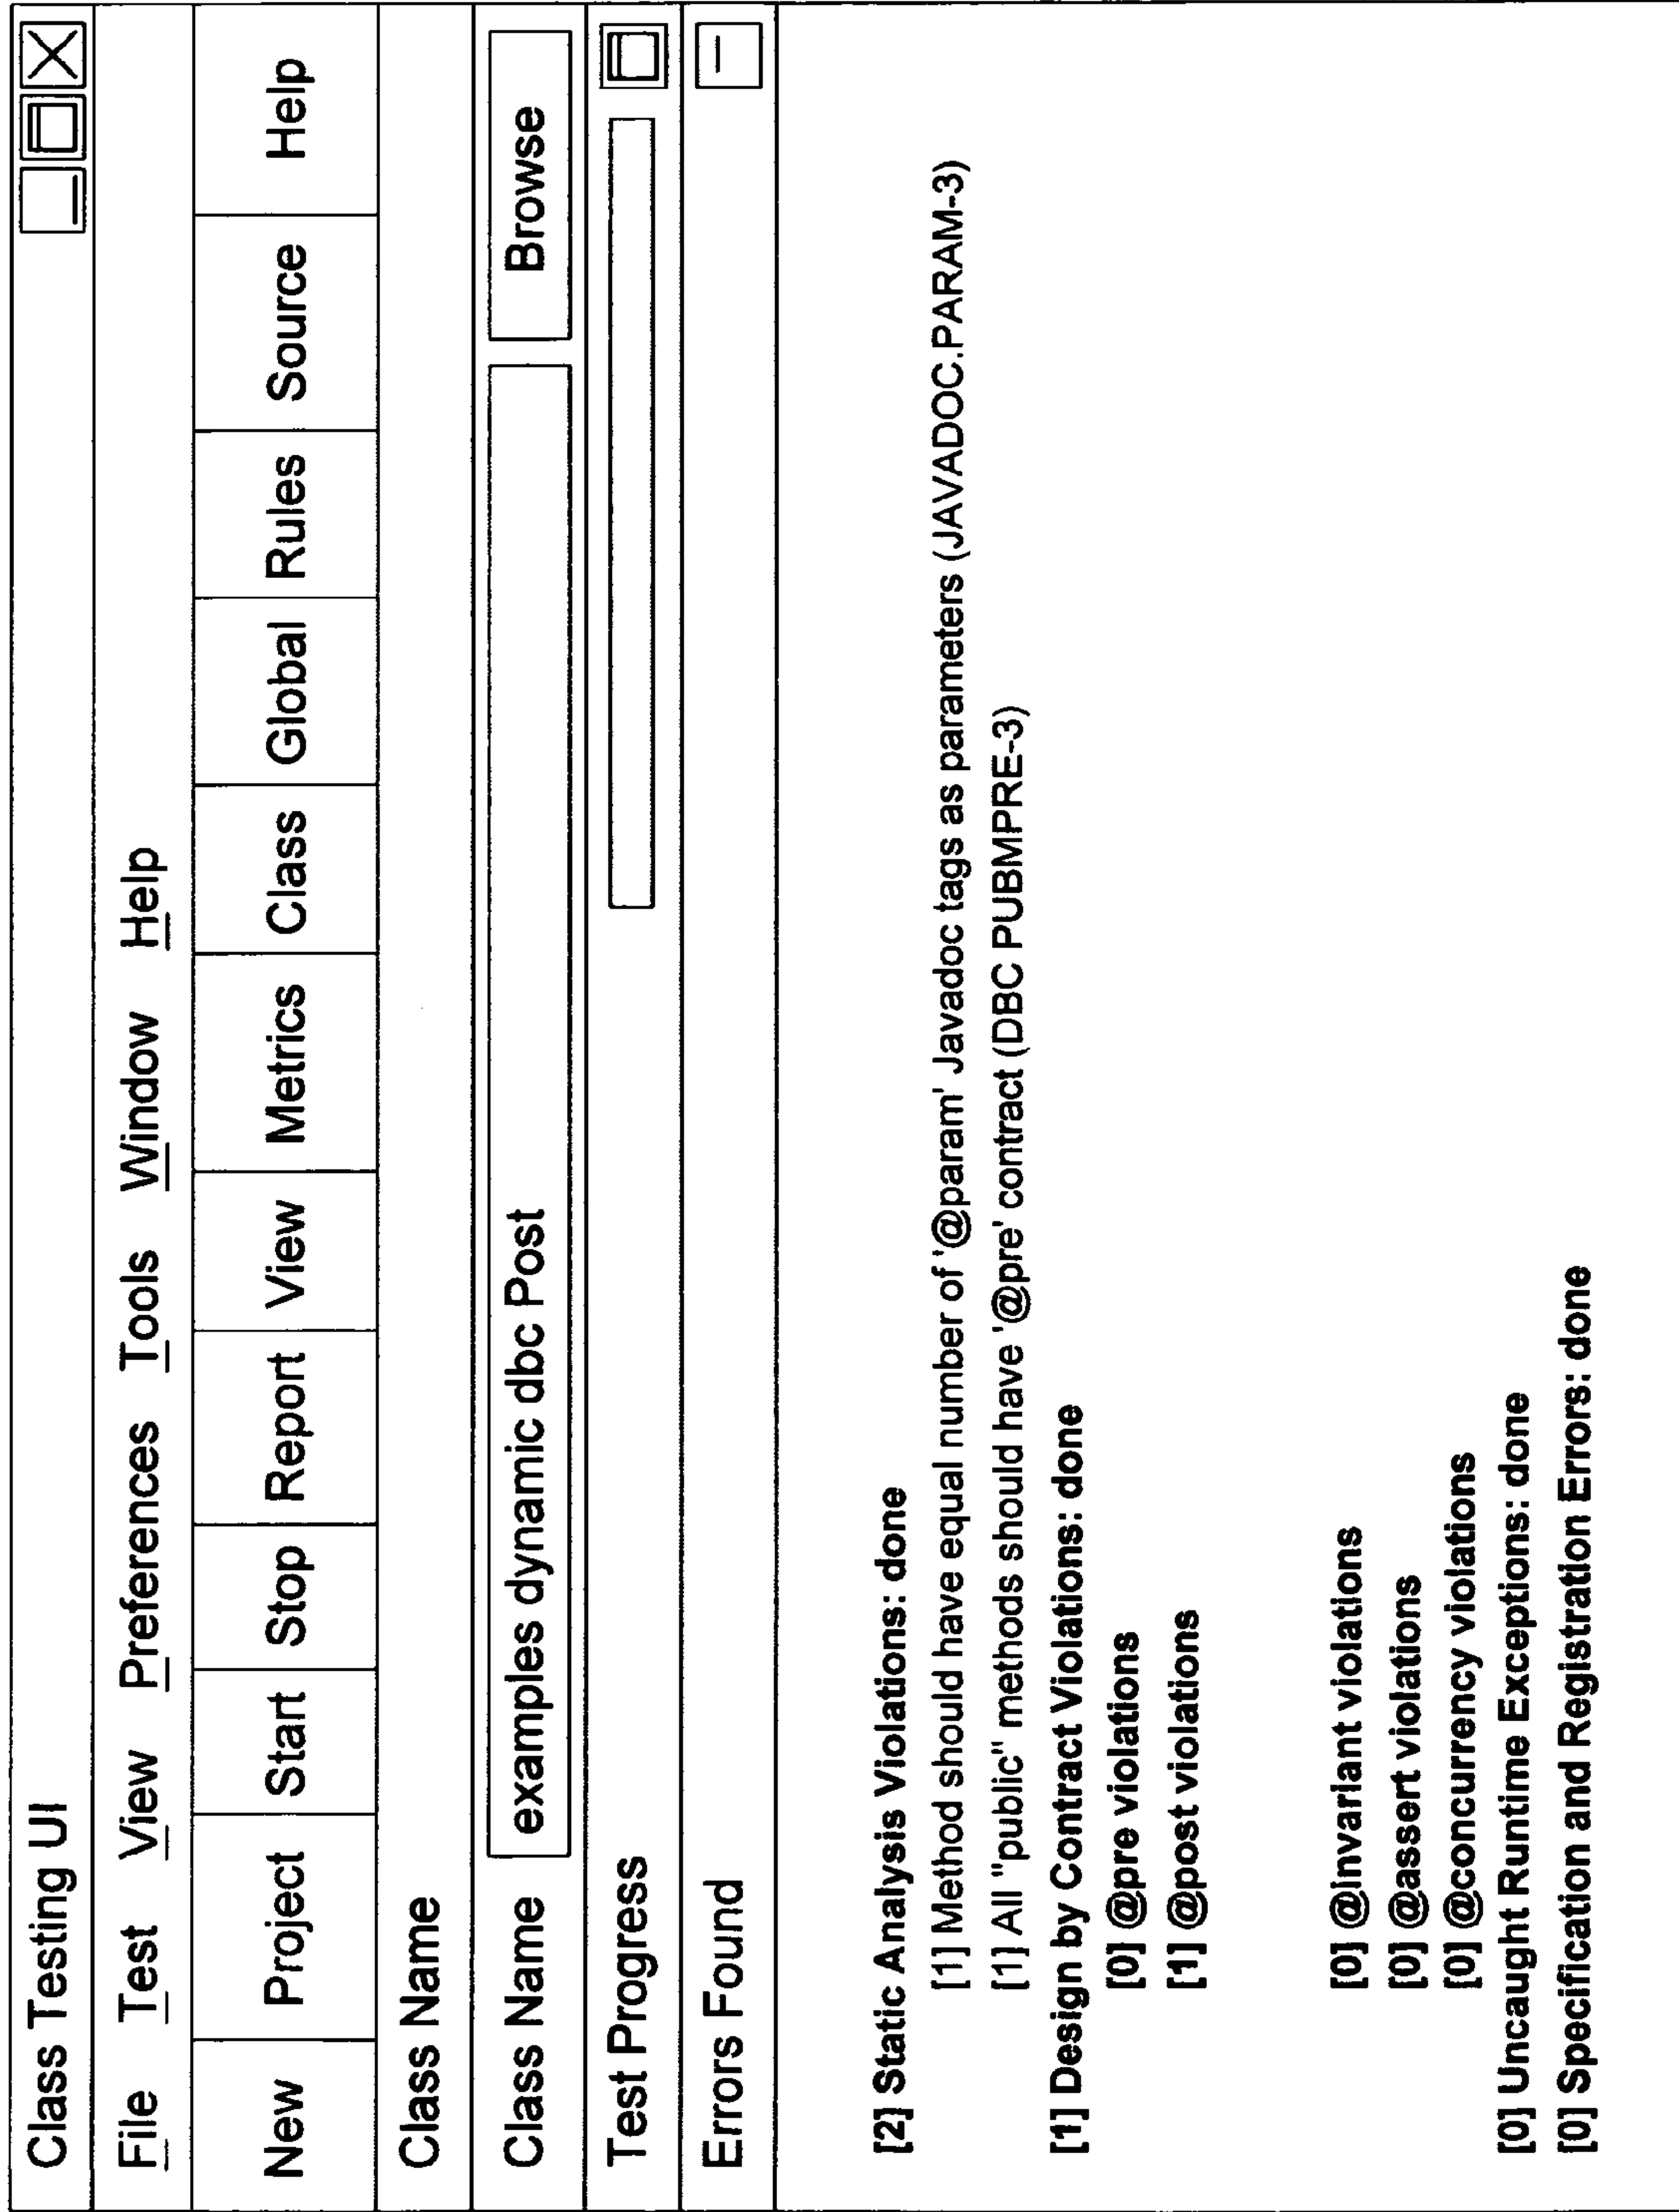 Class Testing UI
File Test View Preferences Tools Window Help
New Project Start Stop Report View Metrics Class Global Rules Source Help
Class Name
Class Name examples dynamic dbc Post Browse
Test Progress
Errors Found
[2] Static Analysis Violations: done
[1] Method should have equal number of '@param' Javadoc tags as parameters (JAVADOC.PARAM-3)
[1] All "public" methods should have '@pre' contract (DBC PUBMPRE-3)
[1] Design by Contract Violations: done
[0] @pre violations
[1] @post violations
[0] @invariant violations
[0] @assert violations
[0] @concurrency violations
[0] Uncaught Runtime Exceptions: done
[0] Specification and Registration Errors: done